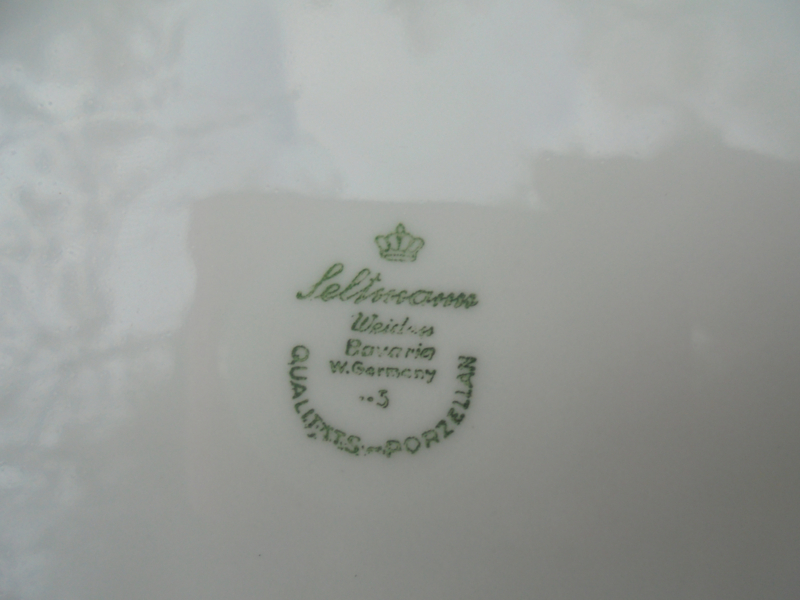 Seltmann
Weiden
Bavaria
W.Germany
3
QUALITÄTS-PORZELLAN